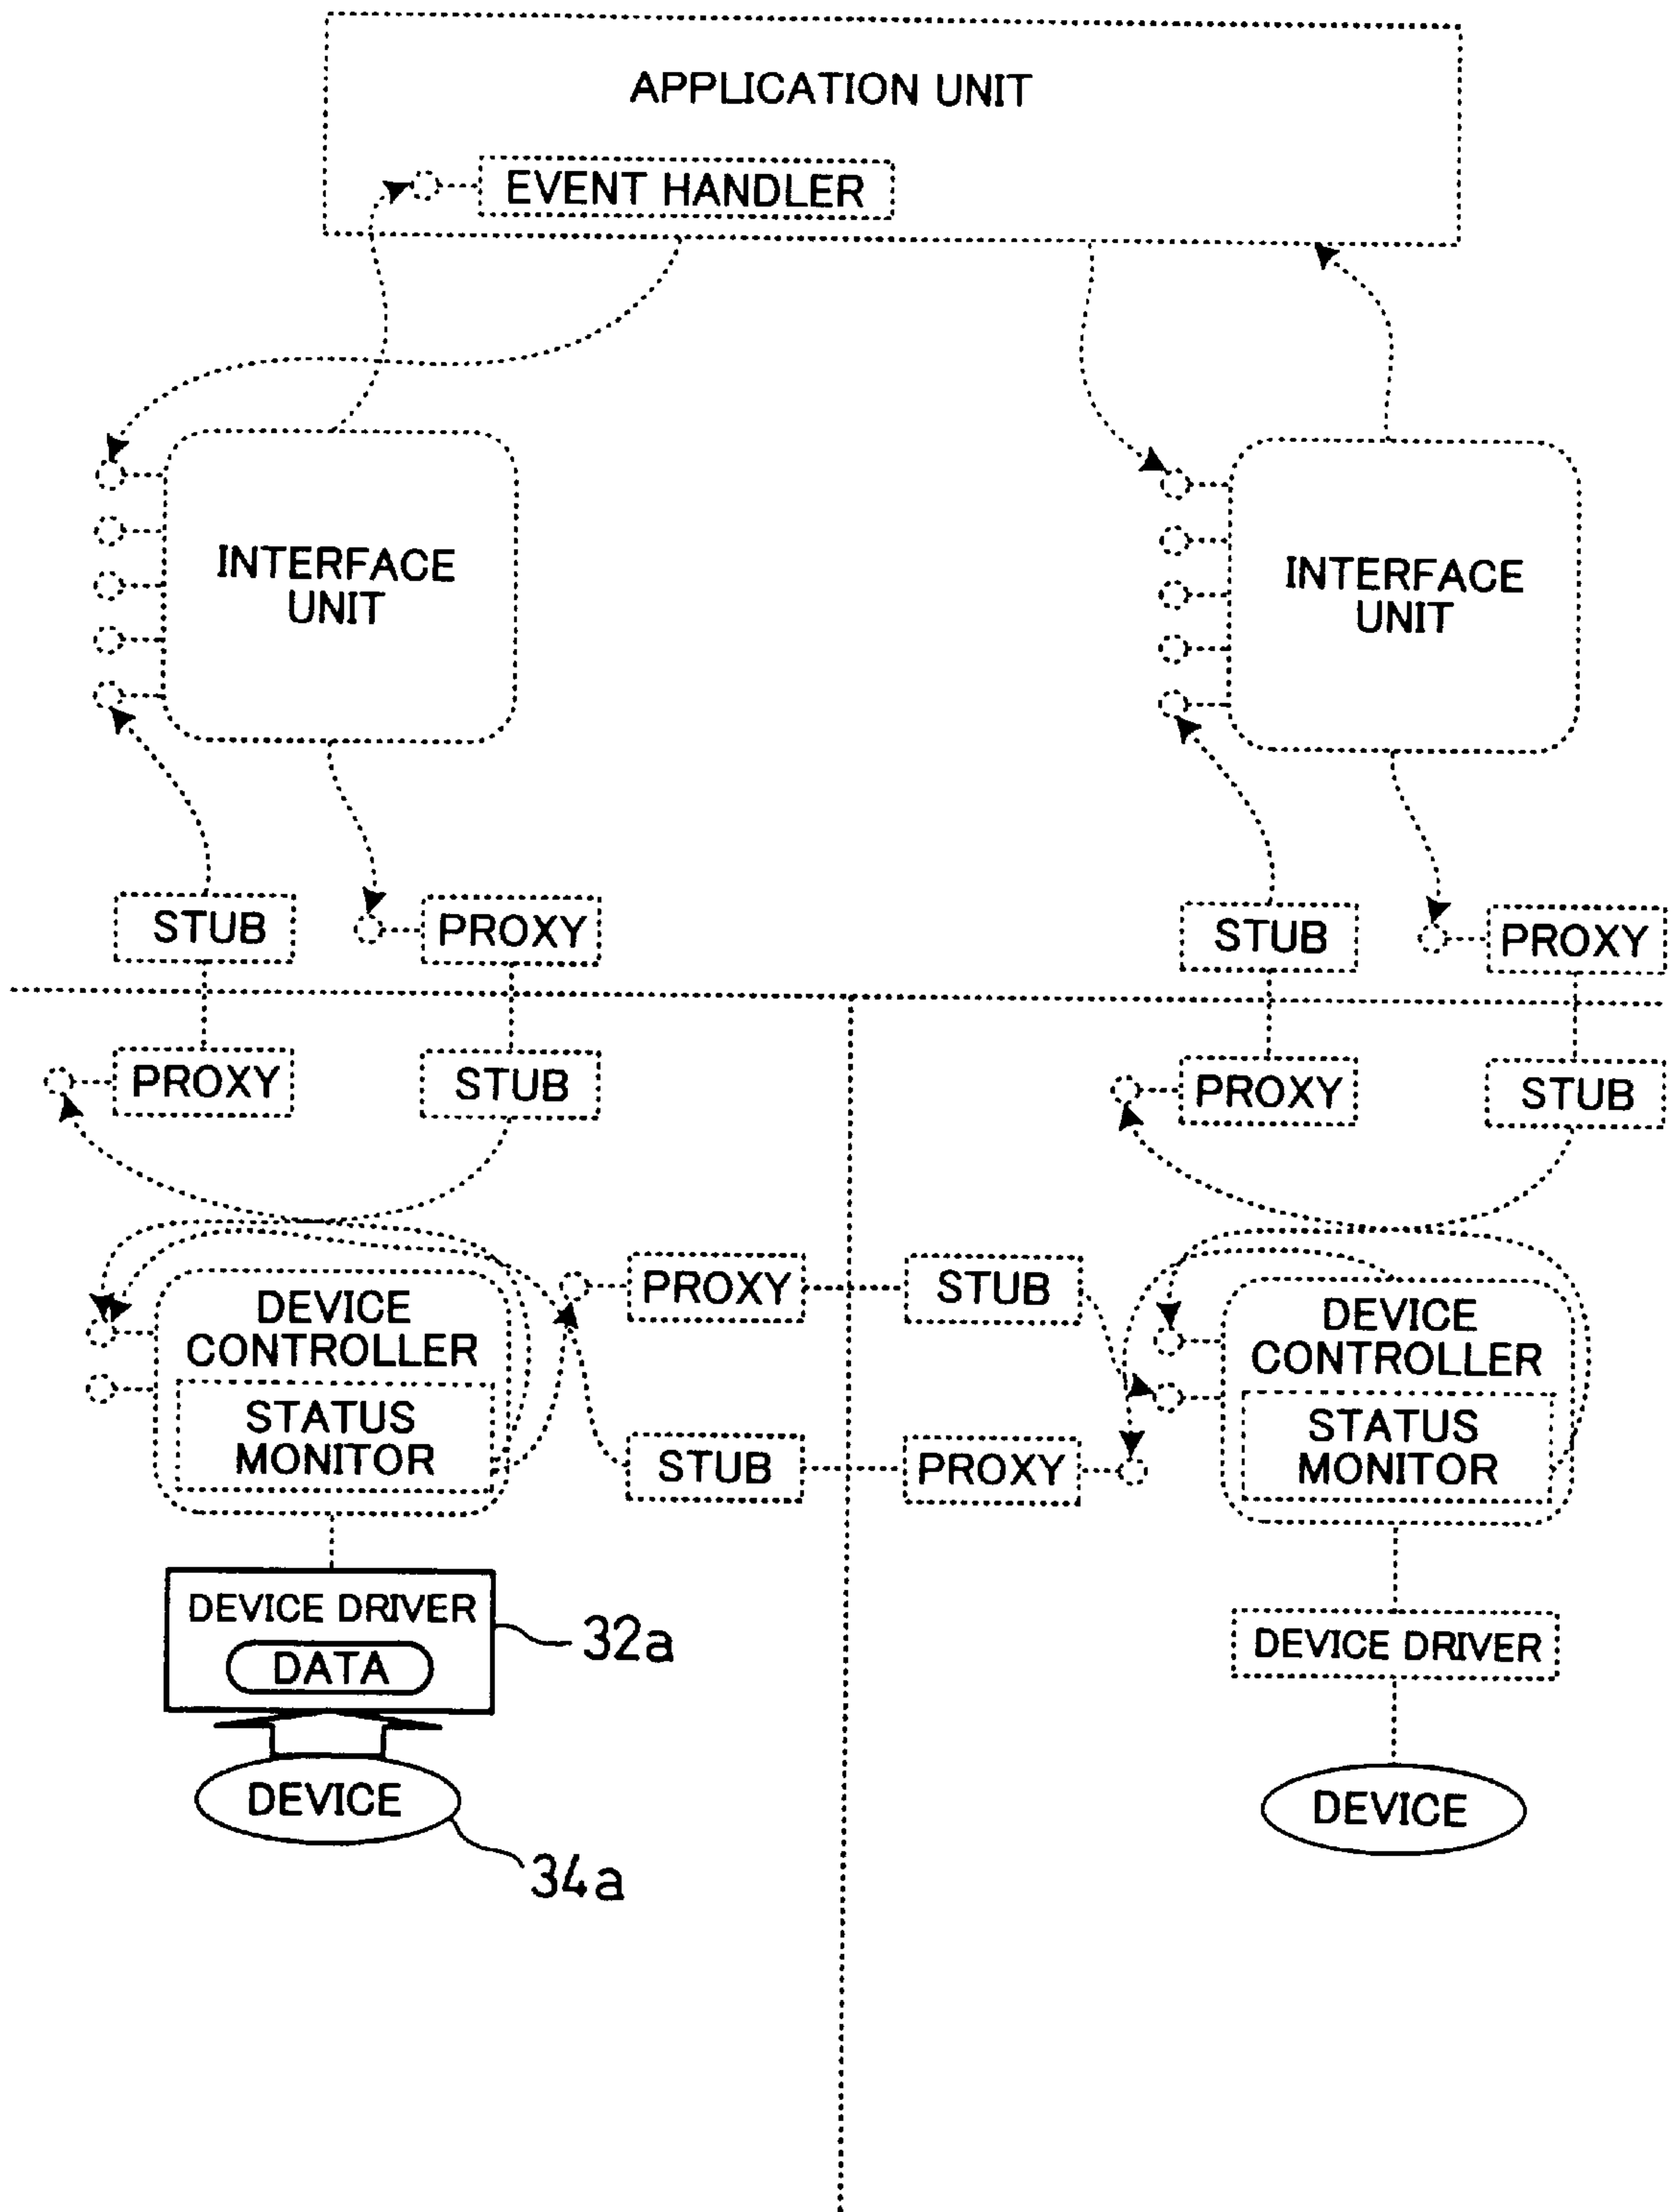 APPLICATION UNIT
EVENT HANDLER
INTERFACE
UNIT
INTERFACE
UNIT
STUB
PROXY
STUB
PROXY
PROXY
STUB
PROXY
STUB
DEVICE
CONTROLLER
STATUS
MONITOR
PROXY
STUB
STUB
PROXY
DEVICE
CONTROLLER
STATUS
MONITOR
DEVICE DRIVER
DATA
32a
DEVICE
34a
DEVICE DRIVER
DEVICE